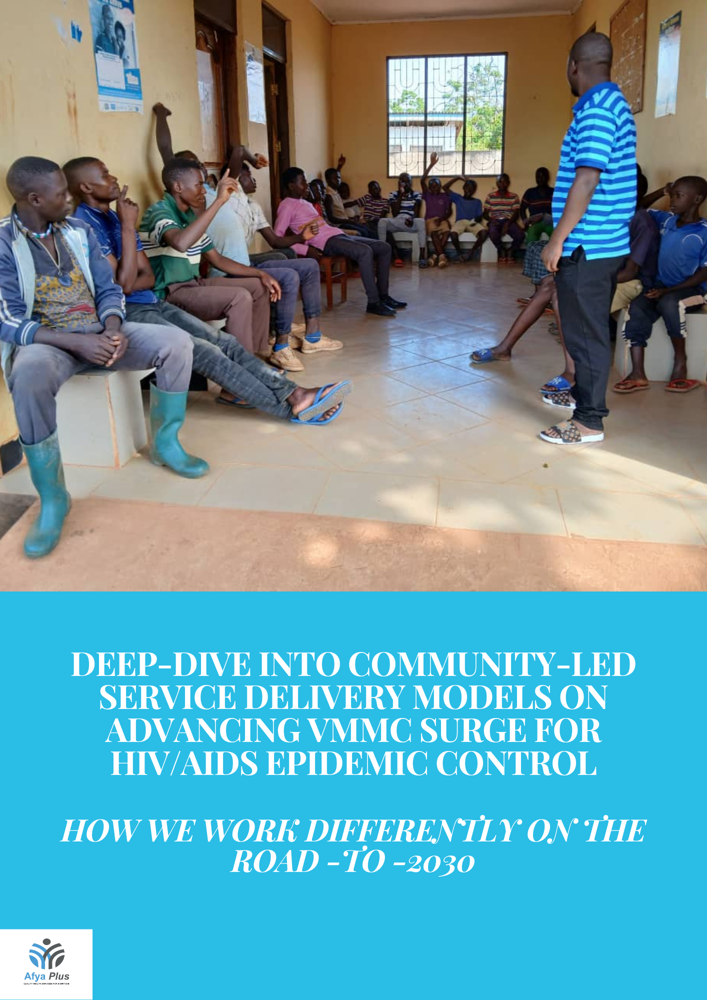 DEEP-DIVE INTO COMMUNITY-LED
SERVICE DELIVERY MODELS ON
ADVANCING VMMC SURGE FOR
HIV/AIDS EPIDEMIC CONTROL
HOW WE WORK DIFFERENTLY ON THE
ROAD -TO -2030
Afya Plus
QUALITY HEALTH SERVICES FOR EVERYONE